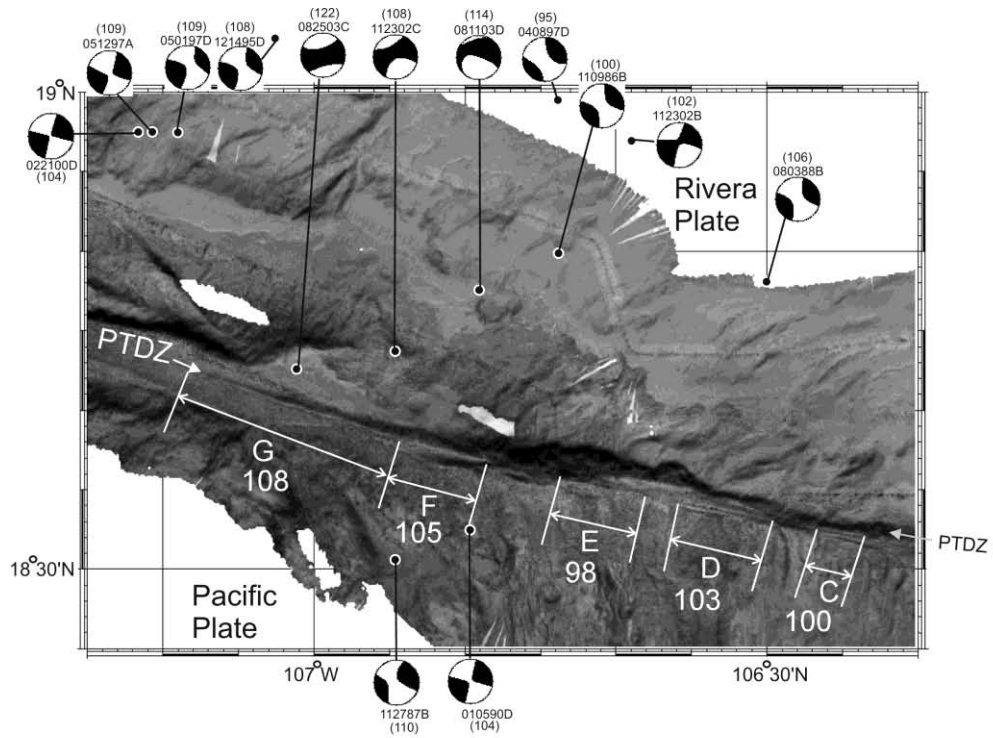 (109)
051297A
(109)
050197D
(108)
121495D
(122)
082503C
(108)
112302C
(114)
081103D
(95)
040897D
(100)
110986B
(102)
112302B
(106)
080388B
022100D
(104)
19°N
Rivera
Plate
PTDZ
G
108
F
105
E
98
D
103
C
100
PTDZ
18°30'N
Pacific
Plate
107°W
106°30'W
112787B
(110)
010590D
(104)